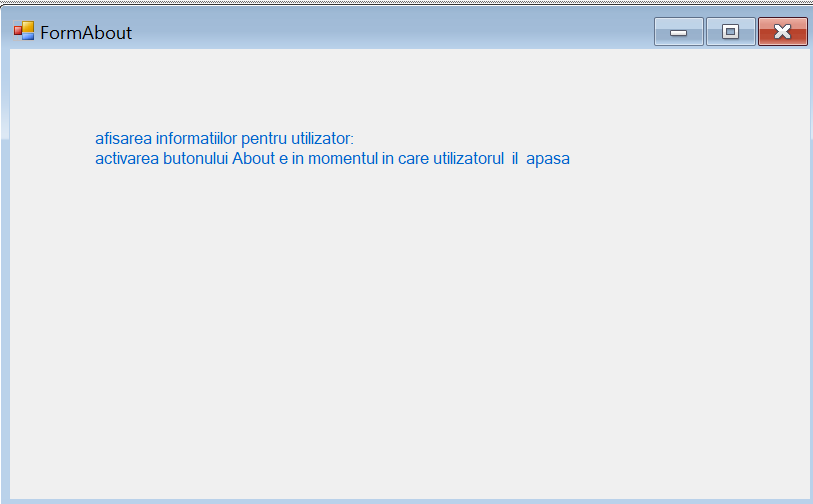 FormAbout
afisarea informatiilor pentru utilizator:
activarea butonului About e in momentul in care utilizatorul  il  apasa